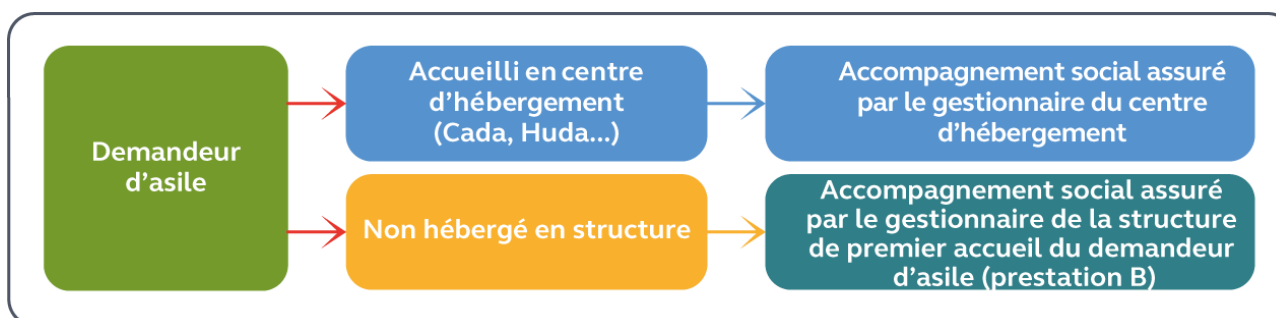 Demandeur
d’asile
Accueilli en centre
d’hébergement
(Cada, Huda...)
Accompagnement social assuré
par le gestionnaire du centre
d’hébergement
Non hébergé en structure
Accompagnement social assuré
par le gestionnaire de la structure
de premier accueil du demandeur
d’asile (prestation B)